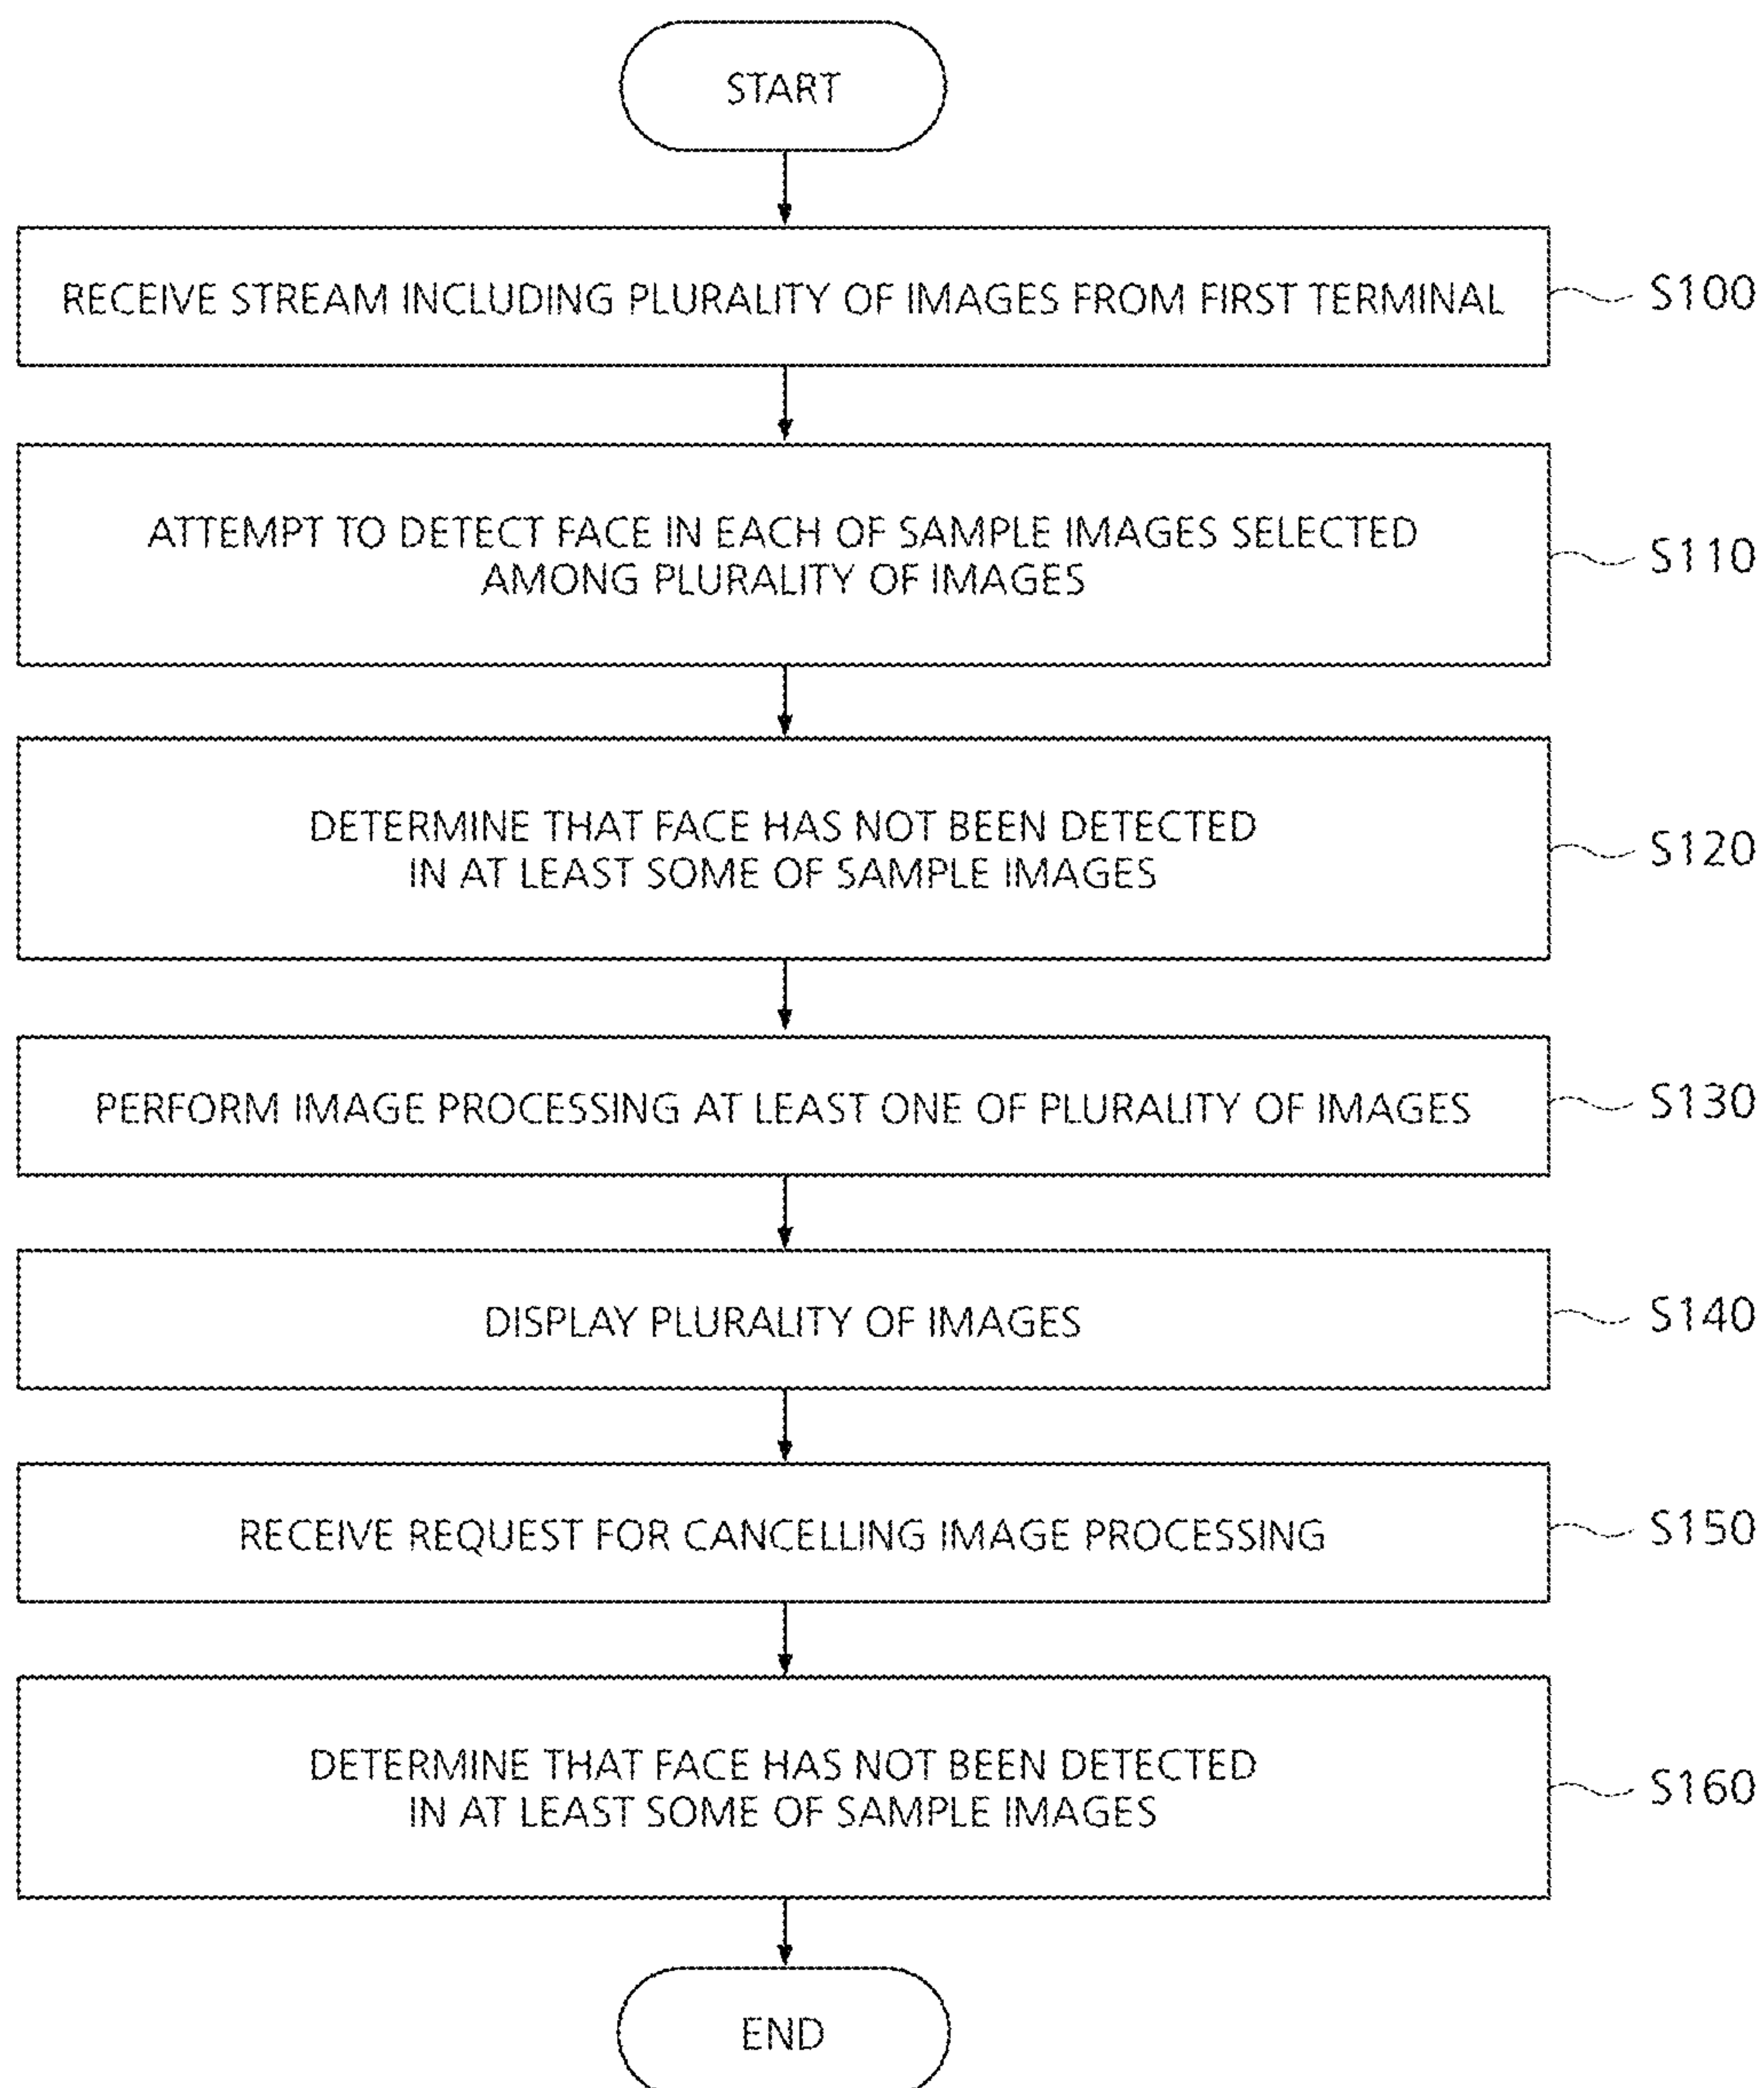 START
RECEIVE STREAM INCLUDING PLURALITY OF IMAGES FROM FIRST TERMINAL
S100
ATTEMPT TO DETECT FACE IN EACH OF SAMPLE IMAGES SELECTED
AMONG PLURALITY OF IMAGES
S110
DETERMINE THAT FACE HAS NOT BEEN DETECTED
IN AT LEAST SOME OF SAMPLE IMAGES
S120
PERFORM IMAGE PROCESSING AT LEAST ONE OF PLURALITY OF IMAGES
S130
DISPLAY PLURALITY OF IMAGES
S140
RECEIVE REQUEST FOR CANCELLING IMAGE PROCESSING
S150
DETERMINE THAT FACE HAS NOT BEEN DETECTED
IN AT LEAST SOME OF SAMPLE IMAGES
S160
END